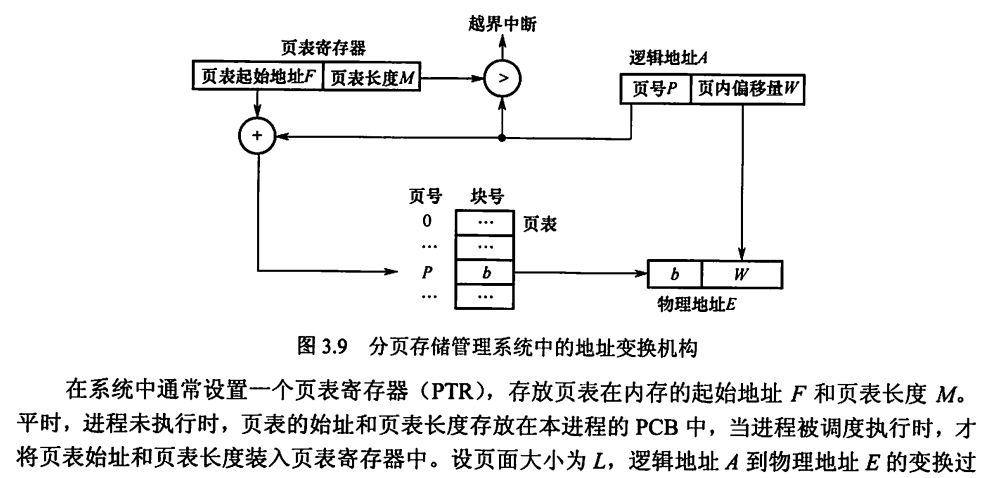 越界中断
页表寄存器
逻辑地址A
页表起始地址F 页表长度M
>
页号P 页内偏移量W
+
页号 块号
0 … 页表
… …
P b
b W
… …
物理地址E
图 3.9 分页存储管理系统中的地址变换机构
在系统中通常设置一个页表寄存器（PTR），存放页表在内存的起始地址 F 和页表长度 M。
平时，进程未执行时，页表的始址和页表长度存放在本进程的 PCB 中，当进程被调度执行时，才
将页表始址和页表长度装入页表寄存器中。设页面大小为 L，逻辑地址 A 到物理地址 E 的变换过